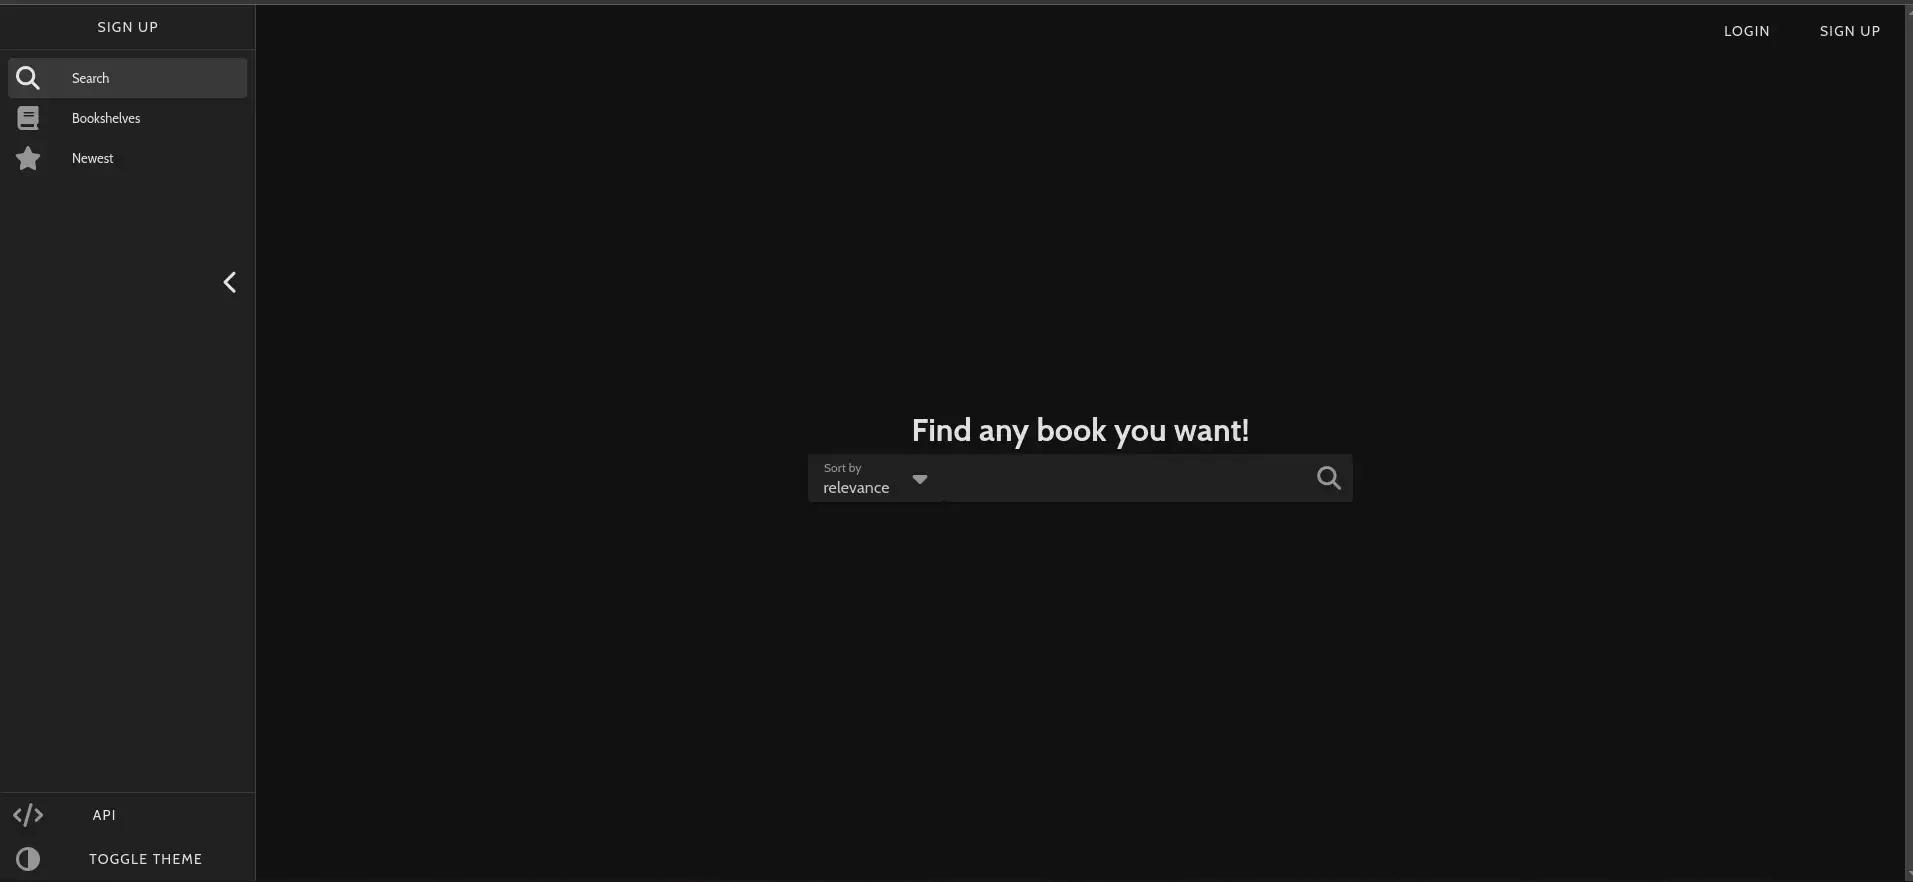 SIGN UP
Search
Bookshelves
Newest
API
TOGGLE THEME
LOGIN SIGN UP
Find any book you want!
Sort by
relevance